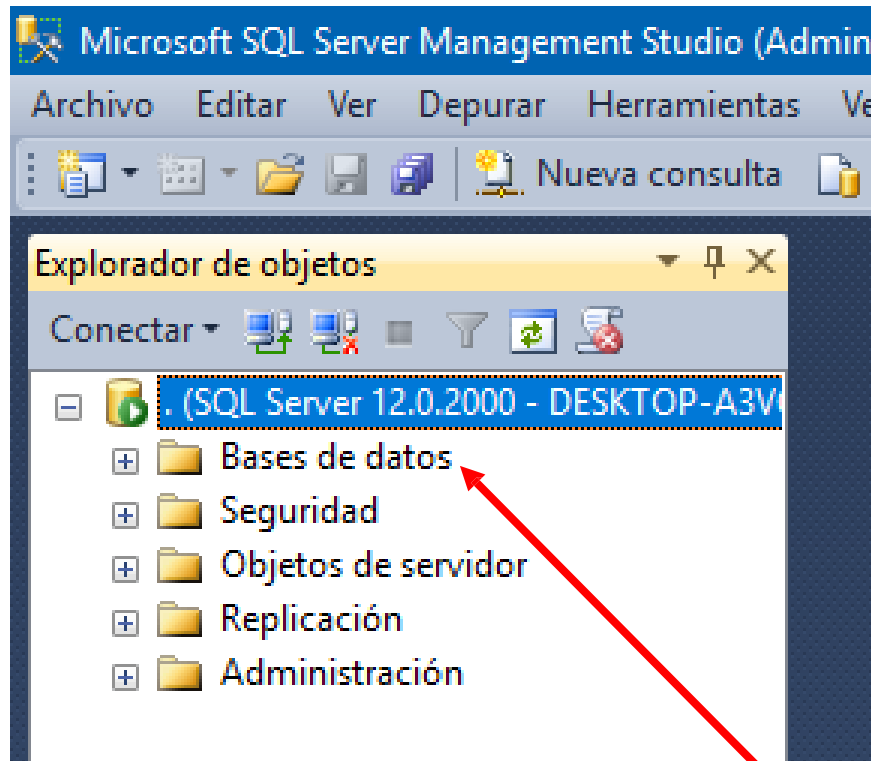 Microsoft SQL Server Management Studio (Admin
Archivo Editar Ver Depurar Herramientas Ve
Nueva consulta
Explorador de objetos
Conectar
. (SQL Server 12.0.2000 - DESKTOP-A3V
Bases de datos
Seguridad
Objetos de servidor
Replicación
Administración